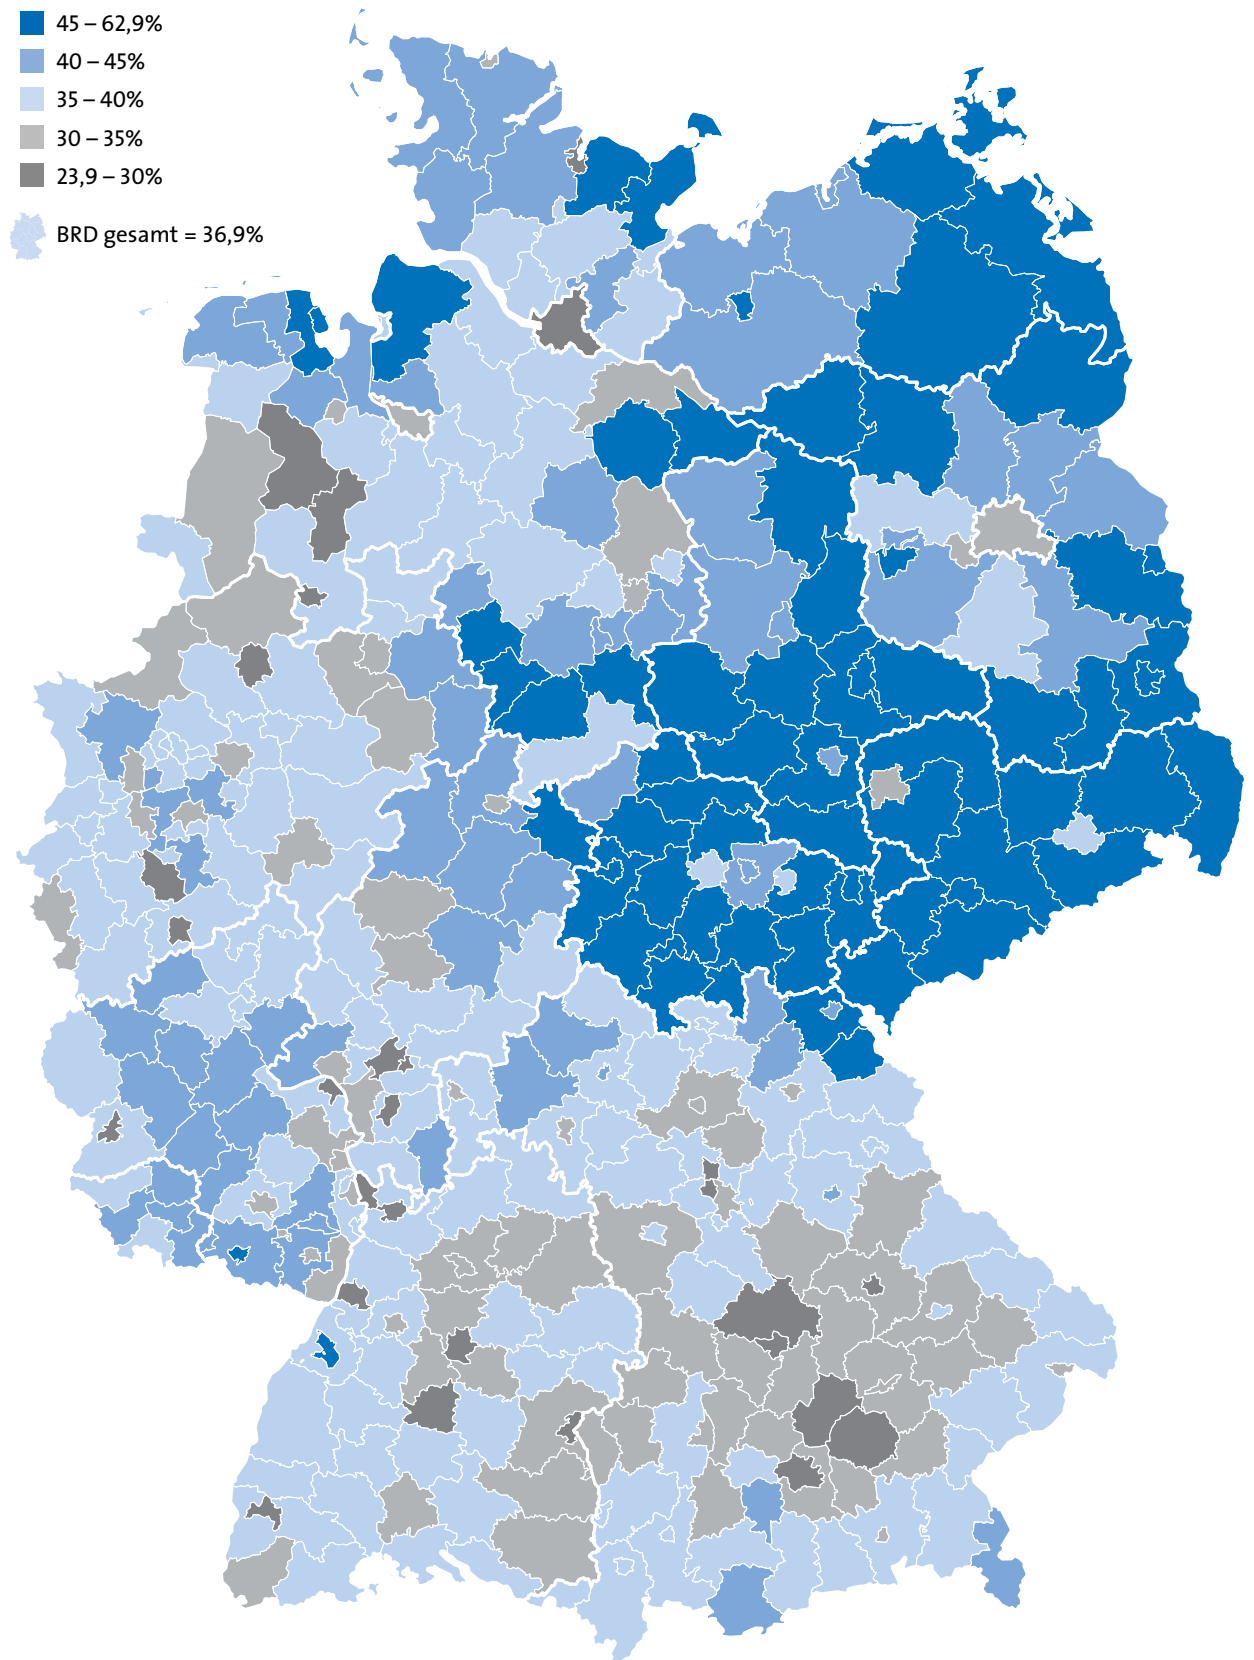 45 – 62,9%
40 – 45%
35 – 40%
30 – 35%
23,9 – 30%
BRD gesamt = 36,9%